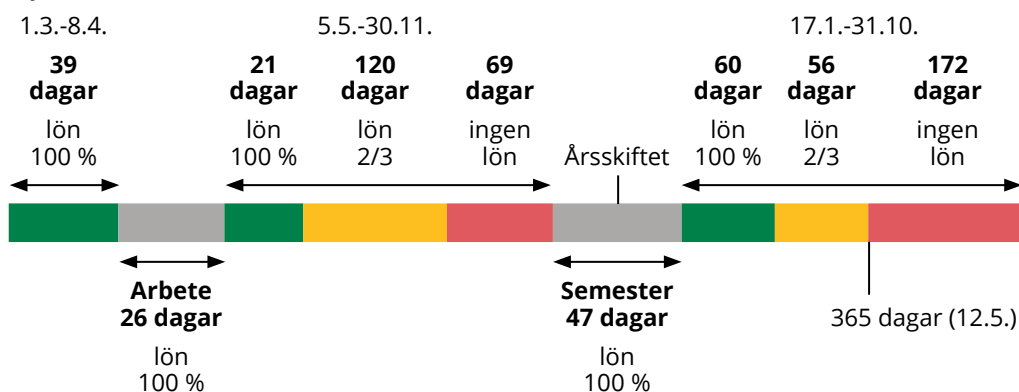 1.3.-8.4.
39
dagar
lön
100 %
5.5.-30.11.
21
dagar
lön
100 %
120
dagar
lön
2/3
69
dagar
ingen
lön
Årsskiftet
17.1.-31.10.
60
dagar
lön
100 %
56
dagar
lön
2/3
172
dagar
ingen
lön
Arbete
26 dagar
lön
100 %
Semester
47 dagar
lön
100 %
365 dagar (12.5.)